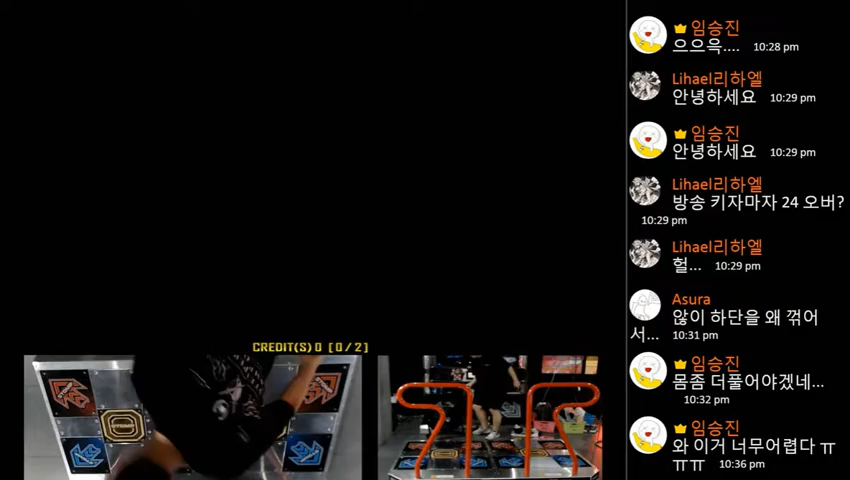 임승진
으으윽.... 10:28 pm
Lihael리하엘
안녕하세요 10:29 pm
임승진
안녕하세요 10:29 pm
Lihael리하엘
방송 키자마자 24 오버?
10:29 pm
Lihael리하엘
헐... 10:29 pm
Asura
않이 하단을 왜 꺾어
서... 10:31 pm
임승진
몸좀 더풀어야겠네...
10:32 pm
임승진
와 이거 너무어렵다 ㅠ
ㅠㅠ 10:36 pm
CREDIT(S) 0 [0/2]